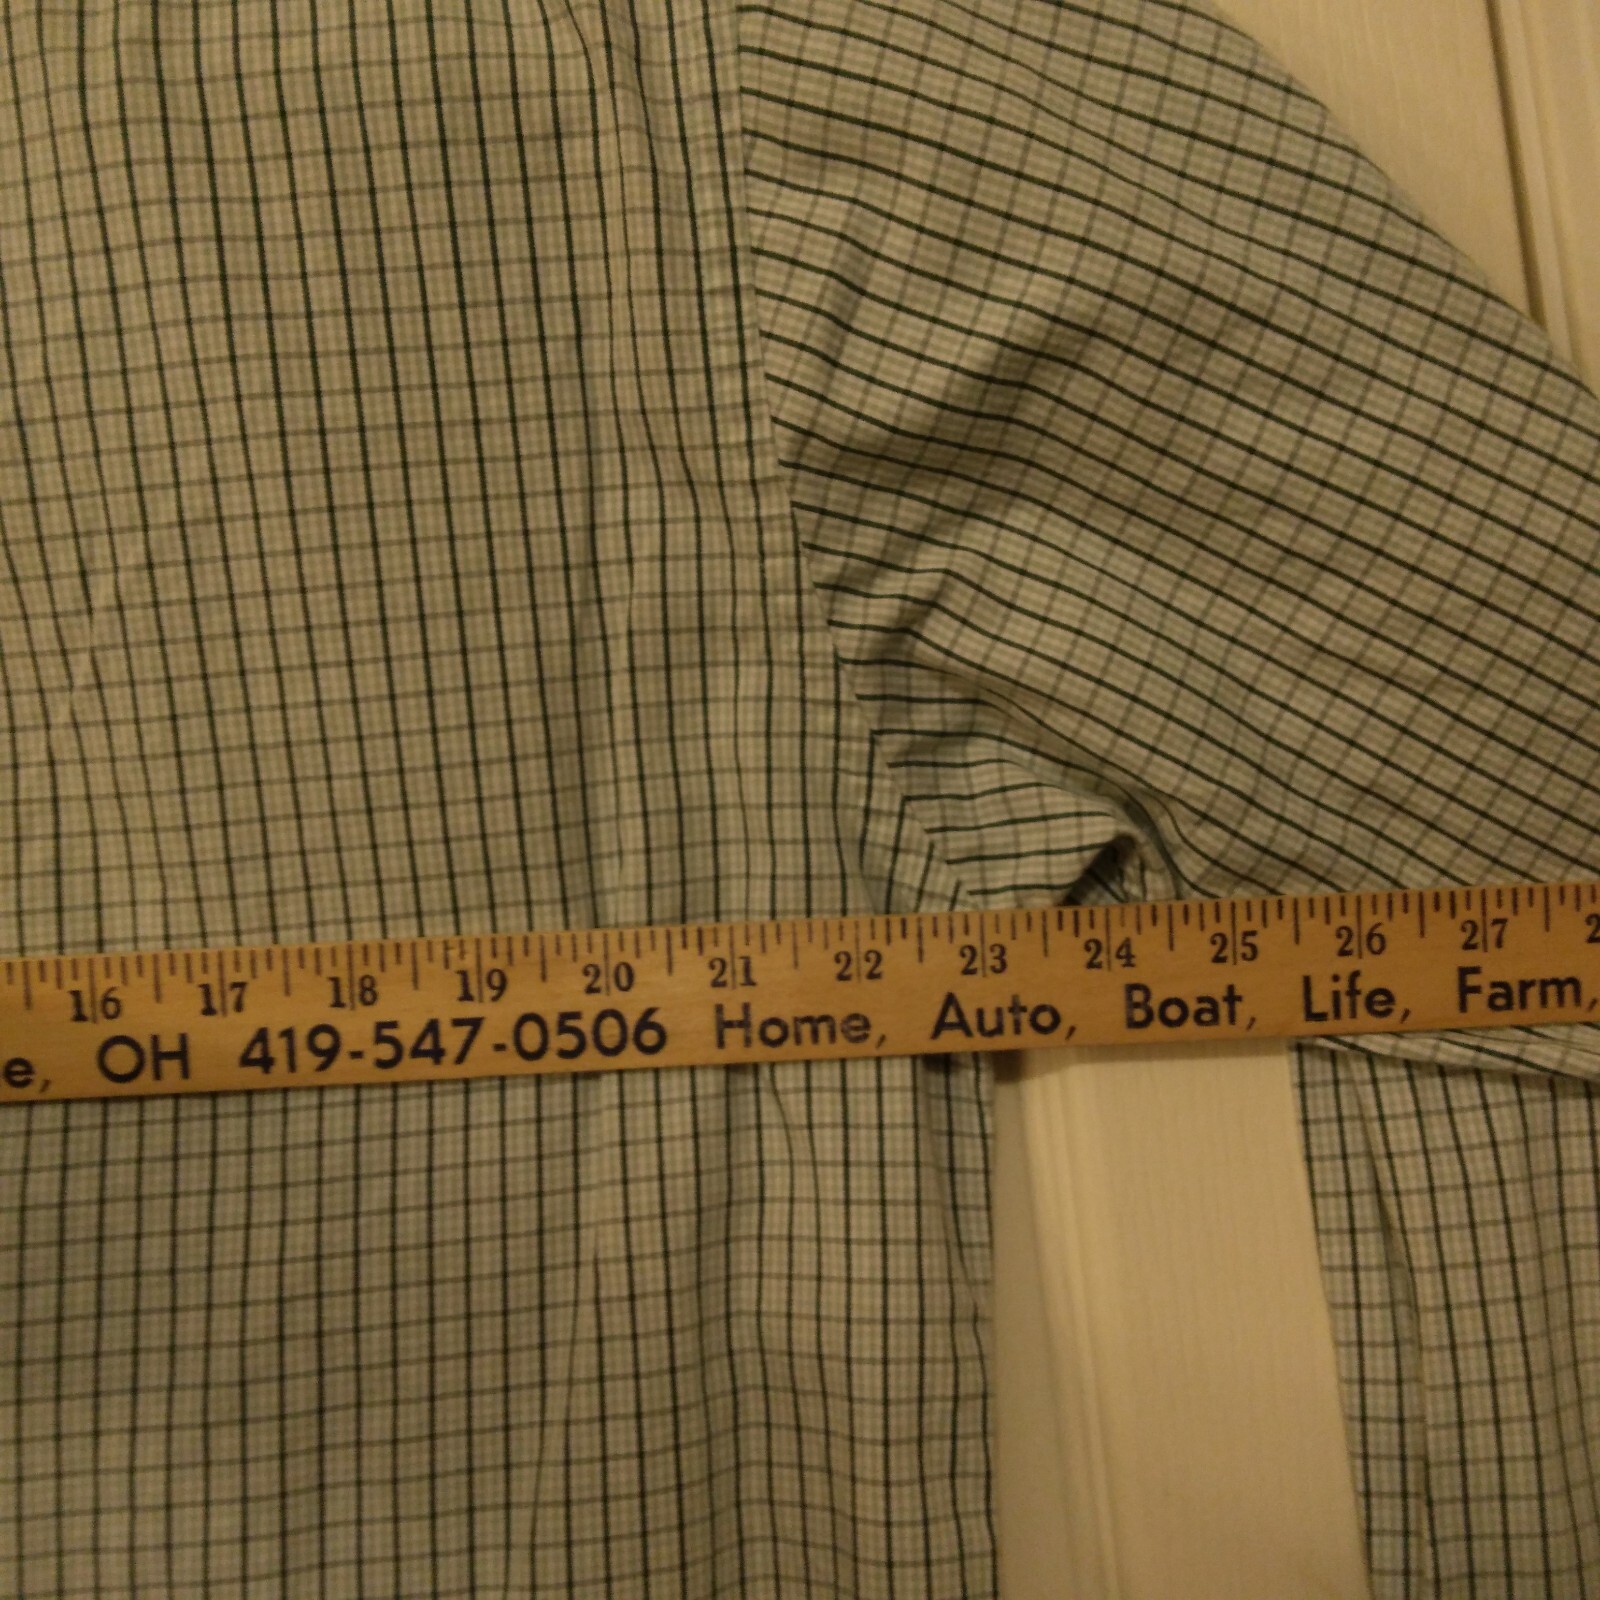 16 17 18 19 20 21 22 23 24 25 26 27
OH 419-547-0506 Home, Auto, Boat, Life, Farm,